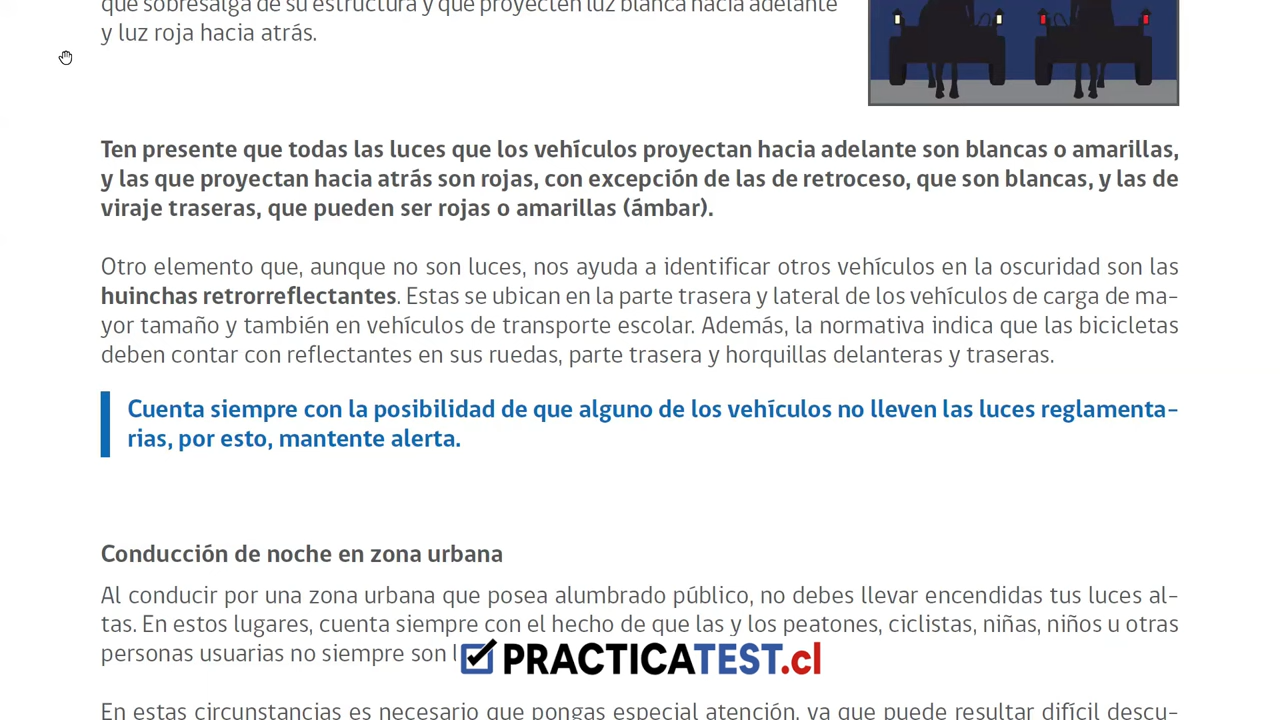 que sobresalga de su estructura y que proyecten luz blanca hacia adelante
y luz roja hacia atrás.
Ten presente que todas las luces que los vehículos proyectan hacia adelante son blancas o amarillas,
y las que proyectan hacia atrás son rojas, con excepción de las de retroceso, que son blancas, y las de
viraje traseras, que pueden ser rojas o amarillas (ámbar).
Otro elemento que, aunque no son luces, nos ayuda a identificar otros vehículos en la oscuridad son las
huinchas retrorreflectantes. Estas se ubican en la parte trasera y lateral de los vehículos de carga de ma-
yor tamaño y también en vehículos de transporte escolar. Además, la normativa indica que las bicicletas
deben contar con reflectantes en sus ruedas, parte trasera y horquillas delanteras y traseras.
Cuenta siempre con la posibilidad de que alguno de los vehículos no lleven las luces reglamenta-
rias, por esto, mantente alerta.
Conducción de noche en zona urbana
Al conducir por una zona urbana que posea alumbrado público, no debes llevar encendidas tus luces al-
tas. En estos lugares, cuenta siempre con el hecho de que las y los peatones, ciclistas, niñas, niños u otras
personas usuarias no siempre son
PRACTICATEST.cl
En estas circunstancias es necesario que pongas especial atención, ya que puede resultar difícil descu-